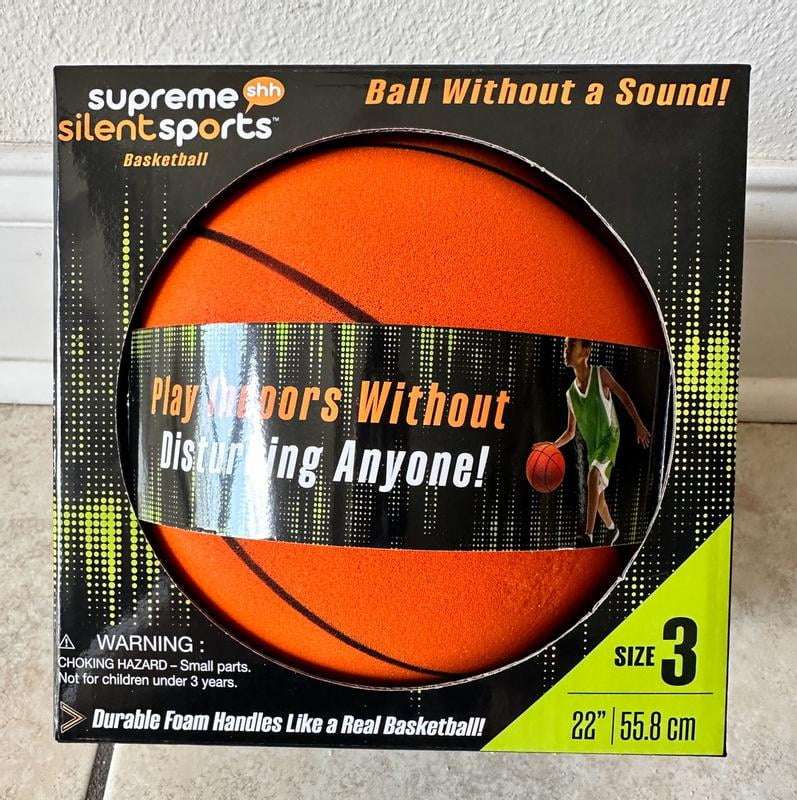 supreme shh
silentsports™
Basketball
Ball Without a Sound!
Play Indoors Without
Disturbing Anyone!
WARNING :
CHOKING HAZARD – Small parts.
Not for children under 3 years.
Durable Foam Handles Like a Real Basketball!
SIZE 3
22” | 55.8 cm